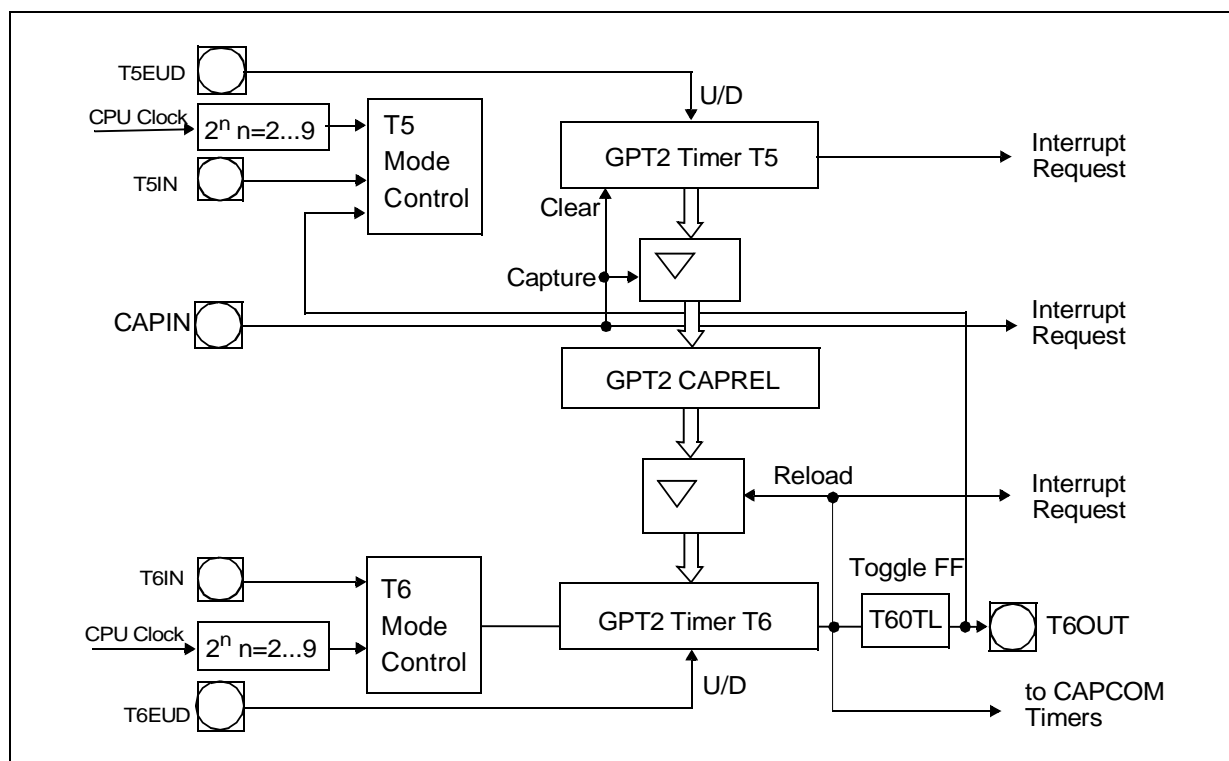 T5EUD
U/D
CPU Clock
2n n=2...9
T5
Mode
Control
GPT2 Timer T5
Interrupt
Request
T5IN
Clear
Capture
CAPIN
Interrupt
Request
GPT2 CAPREL
Reload
Interrupt
Request
T6IN
T6
Mode
Control
Toggle FF
GPT2 Timer T6
T60TL
T6OUT
CPU Clock
2n n=2...9
U/D
T6EUD
to CAPCOM
Timers